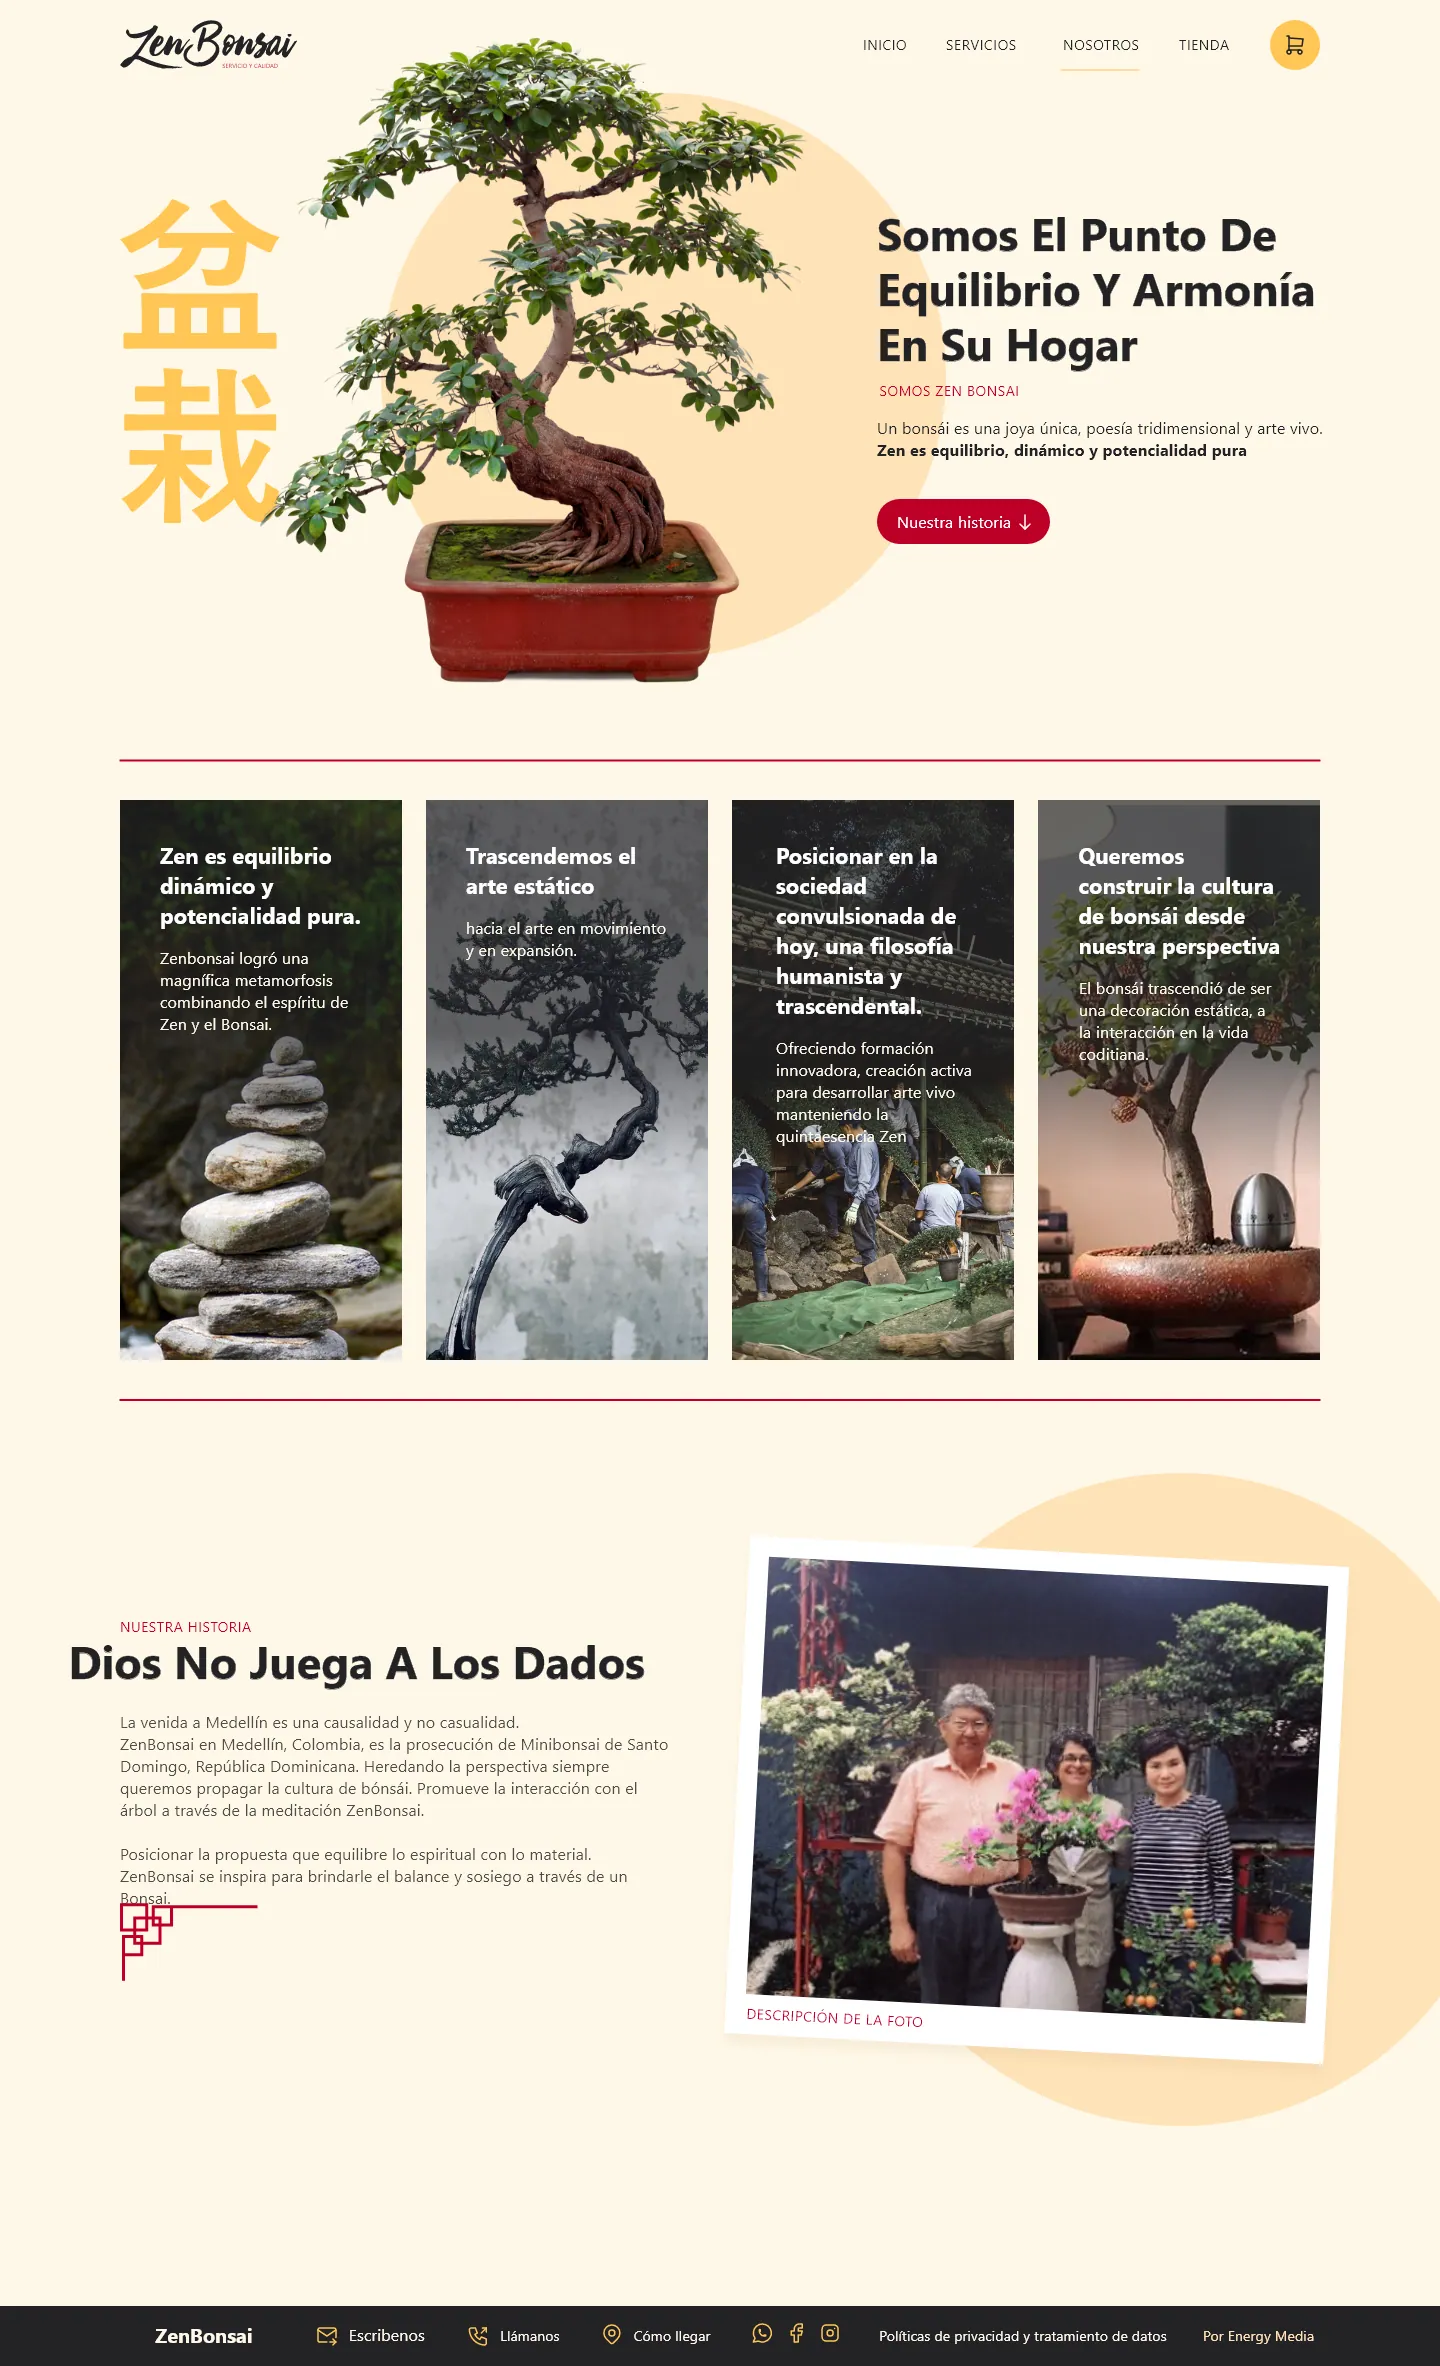 ZenBonsai
SERVICIO Y CALIDAD
INICIO
SERVICIOS
NOSOTROS
TIENDA
盆
栽
Somos El Punto De
Equilibrio Y Armonía
En Su Hogar
SOMOS ZEN BONSAI
Un bonsái es una joya única, poesía tridimensional y arte vivo.
Zen es equilibrio, dinámico y potencialidad pura
Nuestra historia
Zen es equilibrio
dinámico y
potencialidad pura.
Zenbonsai logró una
magnífica metamorfosis
combinando el espíritu de
Zen y el Bonsai.
Trascendemos el
arte estático
hacia el arte en movimiento
y en expansión.
Posicionar en la
sociedad
convulsionada de
hoy, una filosofía
humanista y
trascendental.
Ofreciendo formación
innovadora, creación activa
para desarrollar arte vivo
manteniendo la
quintaesencia Zen
Queremos
construir la cultura
de bonsái desde
nuestra perspectiva
El bonsái trascendió de ser
una decoración estática, a
la interacción en la vida
coditiana.
NUESTRA HISTORIA
Dios No Juega A Los Dados
La venida a Medellín es una causalidad y no casualidad.
ZenBonsai en Medellín, Colombia, es la prosecución de Minibonsai de Santo
Domingo, República Dominicana. Heredando la perspectiva siempre
queremos propagar la cultura de bónsái. Promueve la interacción con el
árbol a través de la meditación ZenBonsai.
Posicionar la propuesta que equilibre lo espiritual con lo material.
ZenBonsai se inspira para brindarle el balance y sosiego a través de un
Bonsai.
DESCRIPCIÓN DE LA FOTO
ZenBonsai
Escribenos
Llámanos
Cómo llegar
Políticas de privacidad y tratamiento de datos
Por Energy Media